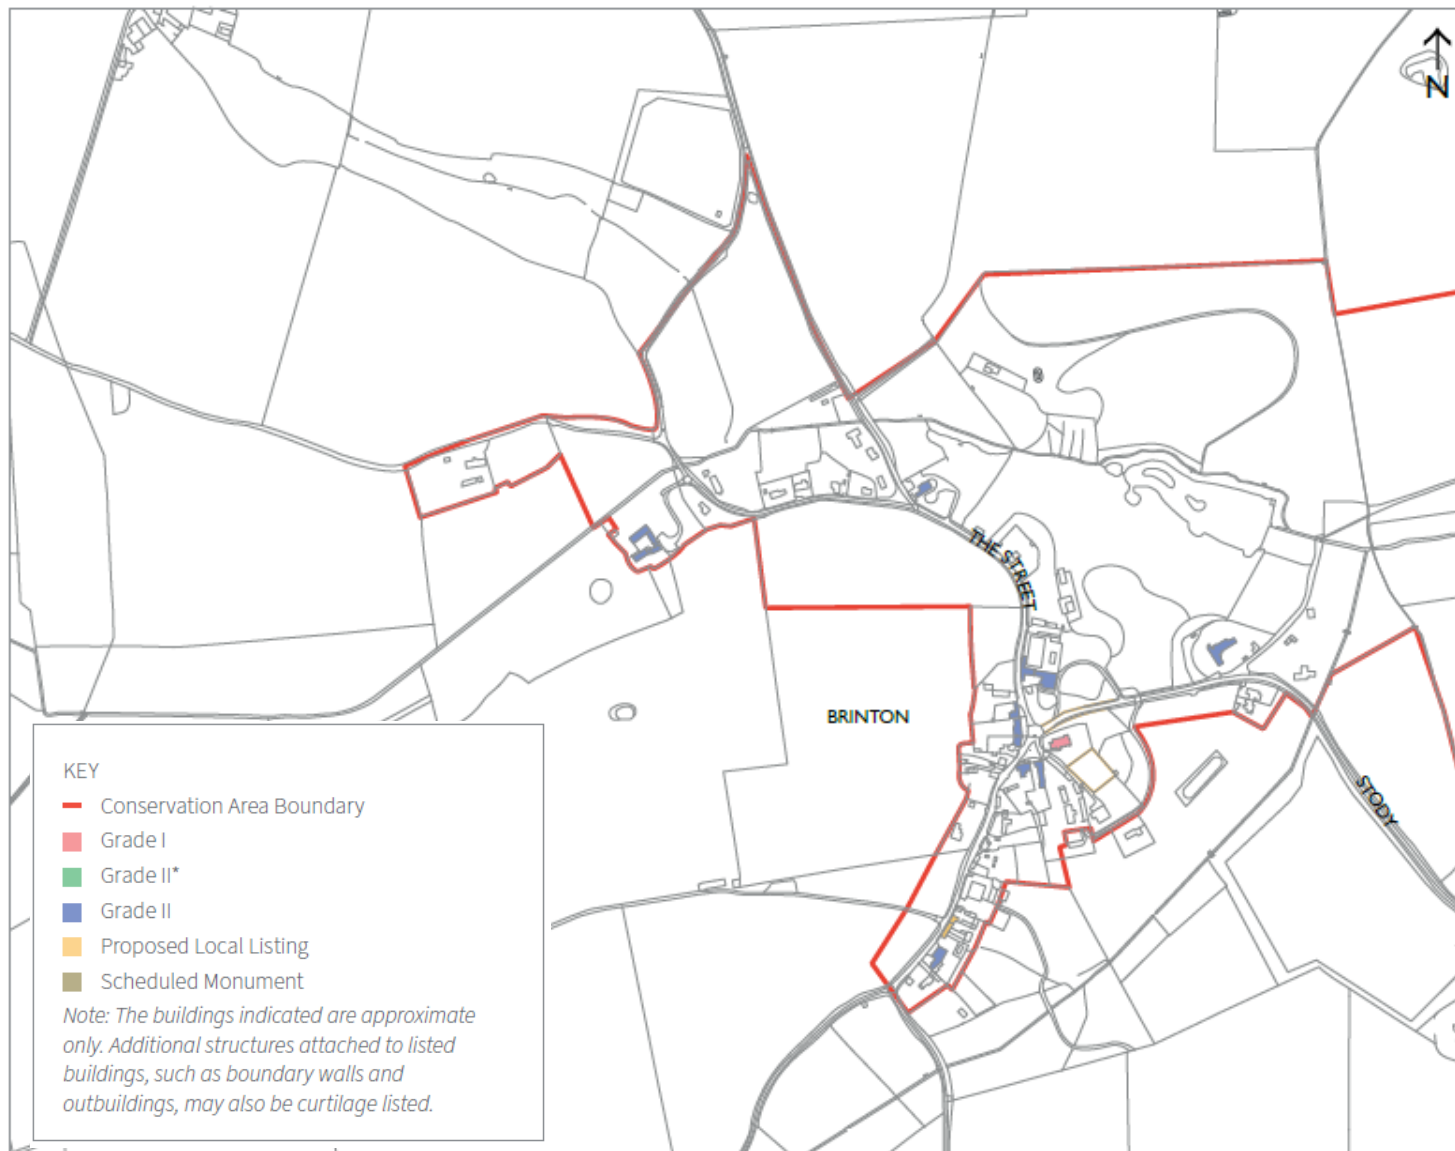 N
THE STREET
BRINTON
STODY
KEY
Conservation Area Boundary
Grade I
Grade II*
Grade II
Proposed Local Listing
Scheduled Monument
Note: The buildings indicated are approximate
only. Additional structures attached to listed
buildings, such as boundary walls and
outbuildings, may also be curtilage listed.